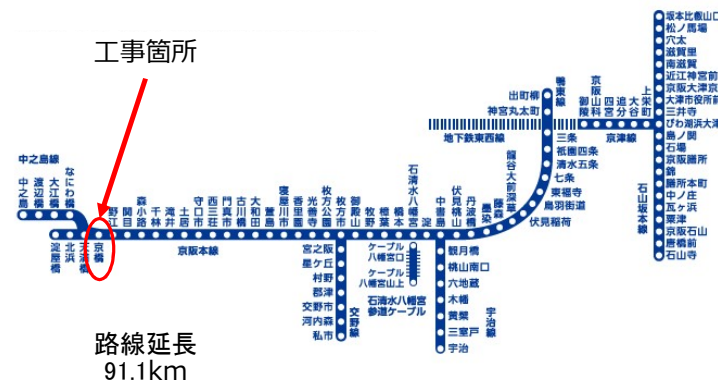 工事箇所
中之島線
中之島
渡辺橋
大江橋
なにわ橋
淀屋橋
北浜
天満橋
京橋
野江
関目
森小路
千林
滝井
土居
守口市
西三荘
門真市
古川橋
大和田
萱島
寝屋川市
香里園
光善寺
枚方公園
枚方市
御殿山
牧野
樟葉
橋本
石清水八幡宮
淀
中書島
伏見桃山
丹波橋
墨染
藤森
龍谷大前深草
伏見稲荷
鳥羽街道
東福寺
七条
清水五条
祇園四条
三条
神宮丸太町
出町柳
鴨東線
京阪本線
地下鉄東西線
御陵
京阪山科
四宮
追分
大谷
上栄町
京津線
坂本比叡山口
松ノ馬場
穴太
滋賀里
南滋賀
近江神宮前
京阪大津京
大津市役所前
三井寺
びわ湖浜大津
島ノ関
石場
京阪膳所
錦
膳所本町
中ノ庄
瓦ヶ浜
粟津
京阪石山
唐橋前
石山寺
石山坂本線
宮之阪
星ケ丘
村野
郡津
交野市
河内森
私市
交野線
ケーブル
八幡宮口
ケーブル
八幡宮山上
石清水八幡宮
参道ケーブル
観月橋
桃山南口
六地蔵
木幡
黄檗
三室戸
宇治
宇治線
路線延長
91.1km